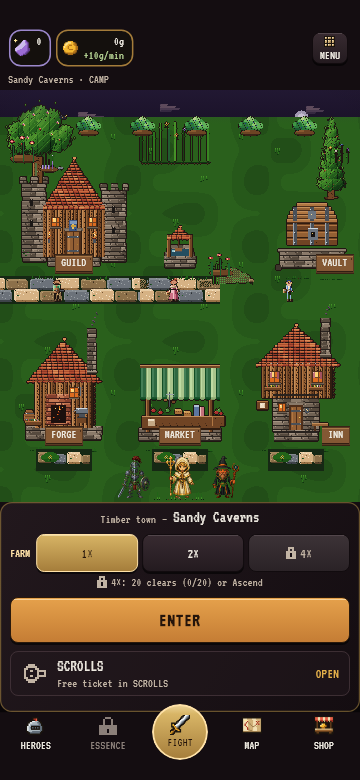 0
0g
+10g/min
MENU
Sandy Caverns · CAMP
GUILD
VAULT
FORGE
MARKET
INN
Timber town – Sandy Caverns
FARM
1X
2X
4X
4X: 20 clears (0/20) or Ascend
ENTER
SCROLLS
Free ticket in SCROLLS
OPEN
HEROES
ESSENCE
FIGHT
MAP
SHOP